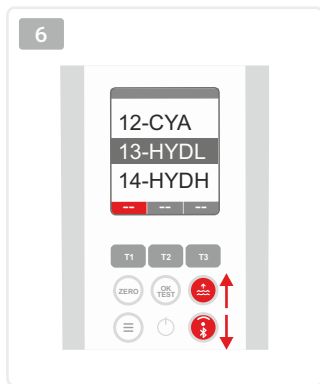 6
12-CYA
13-HYDL
14-HYDH
-- -- --
T1 T2 T3
ZERO OK TEST